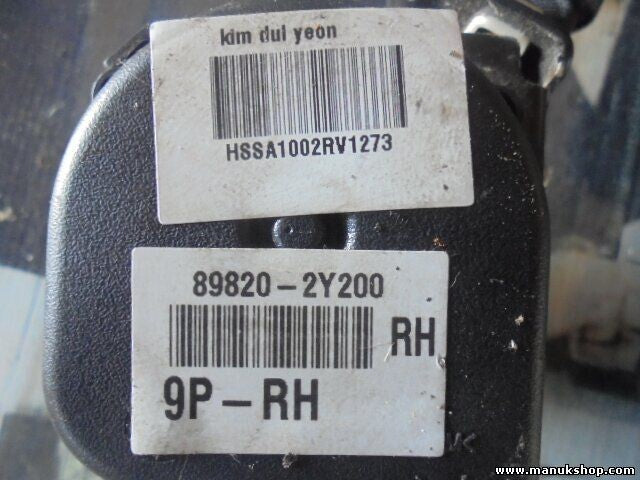 kim dul yeon
HSSA1002RV1273
89820-2Y200
RH
9P-RH
www.manukshop.com